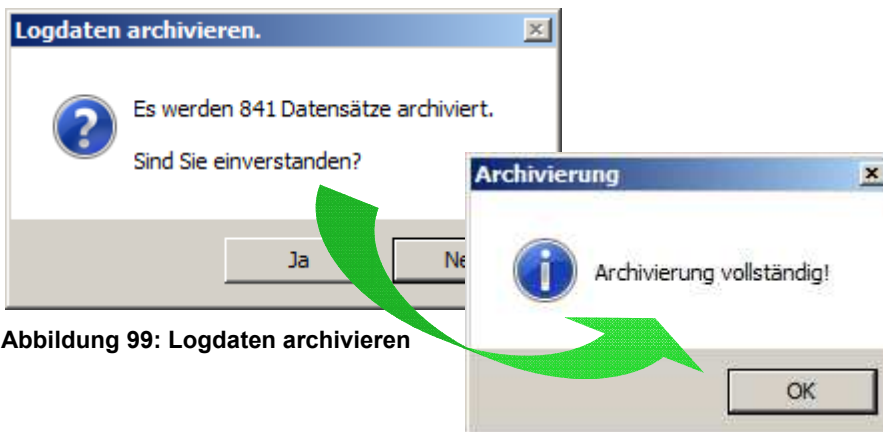 Logdaten archivieren.
Es werden 841 Datensätze archiviert.
Sind Sie einverstanden?
Ja
Archivierung
Archivierung vollständig!
OK
Abbildung 99: Logdaten archivieren